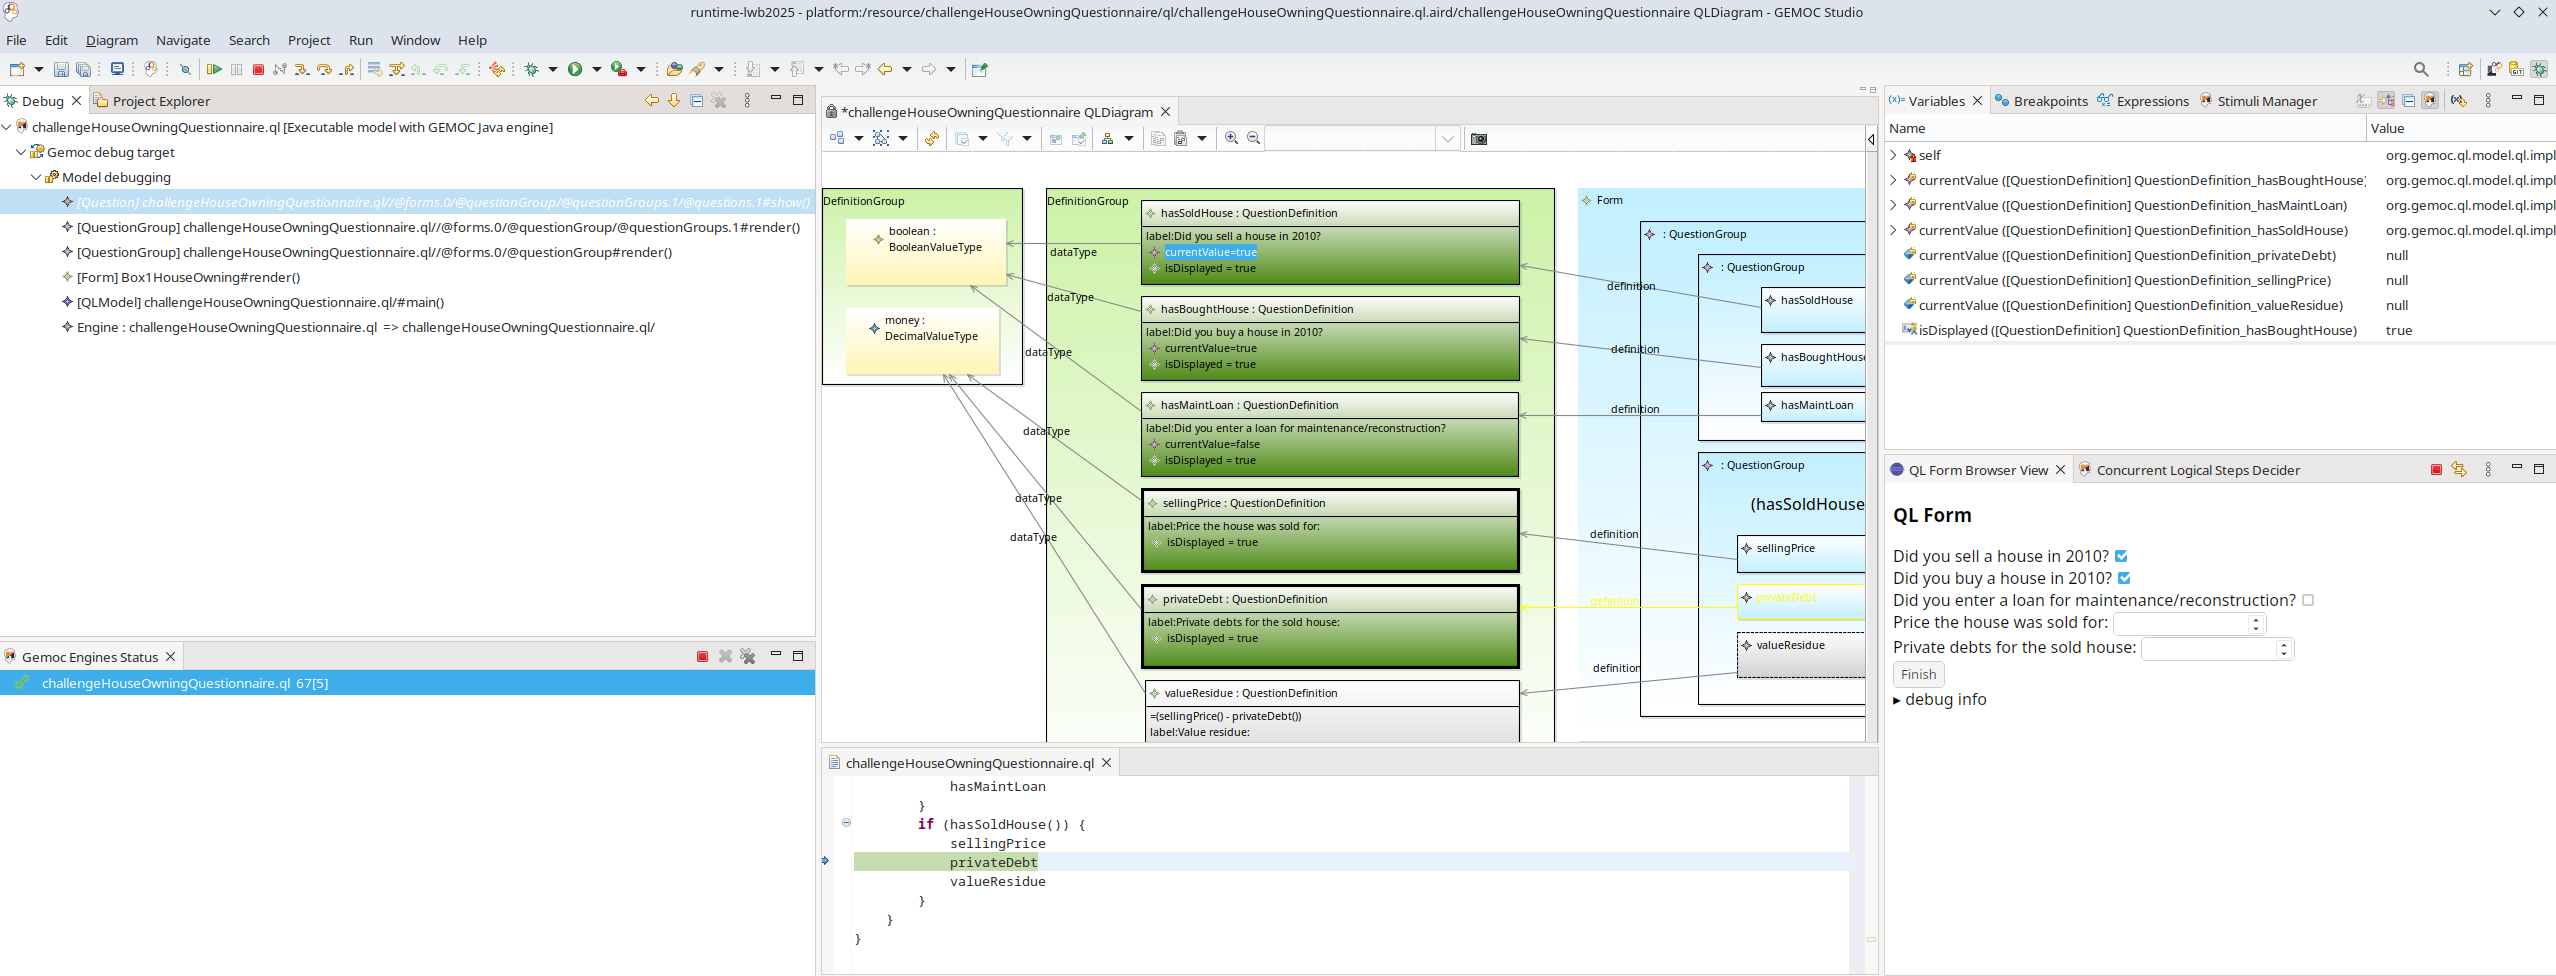 runtime-lwb2025 - platform:/resource/challengeHouseOwningQuestionnaire/ql/challengeHouseOwningQuestionnaire.ql.aird/challengeHouseOwningQuestionnaire QLDiagram - GEMOC Studio
File Edit Diagram Navigate Search Project Run Window Help
Debug Project Explorer
challengeHouseOwningQuestionnaire.ql [Executable model with GEMOC Java engine]
Gemoc debug target
Model debugging
[Question] challengeHouseOwningQuestionnaire.ql//@forms.0/@questionGroup/@questionGroups.1/@questions.1#show()
[QuestionGroup] challengeHouseOwningQuestionnaire.ql//@forms.0/@questionGroup/@questionGroups.1#render()
[QuestionGroup] challengeHouseOwningQuestionnaire.ql//@forms.0/@questionGroup#render()
[Form] Box1HouseOwning#render()
[QLModel] challengeHouseOwningQuestionnaire.ql/#main()
Engine : challengeHouseOwningQuestionnaire.ql => challengeHouseOwningQuestionnaire.ql/
Gemoc Engines Status
challengeHouseOwningQuestionnaire.ql 67[5]
*challengeHouseOwningQuestionnaire QLDiagram
DefinitionGroup
boolean :
BooleanValueType
money :
DecimalValueType
dataType
dataType
dataType
dataType
dataType
dataType
DefinitionGroup
hasSoldHouse : QuestionDefinition
label:Did you sell a house in 2010?
currentValue=true
isDisplayed = true
hasBoughtHouse : QuestionDefinition
label:Did you buy a house in 2010?
currentValue=true
isDisplayed = true
hasMaintLoan : QuestionDefinition
label:Did you enter a loan for maintenance/reconstruction?
currentValue=false
isDisplayed = true
sellingPrice : QuestionDefinition
label:Price the house was sold for:
isDisplayed = true
privateDebt : QuestionDefinition
label:Private debts for the sold house:
isDisplayed = true
valueResidue : QuestionDefinition
=(sellingPrice() - privateDebt())
label:Value residue:
definition
definition
definition
definition
definition
definition
Form
: QuestionGroup
: QuestionGroup
hasSoldHouse
hasBoughtHouse
hasMaintLoan
: QuestionGroup
(hasSoldHouse
sellingPrice
privateDebt
valueResidue
challengeHouseOwningQuestionnaire.ql
hasMaintLoan
}
if (hasSoldHouse()) {
sellingPrice
privateDebt
valueResidue
}
}
}
(x)= Variables Breakpoints Expressions Stimuli Manager
Name Value
self org.gemoc.ql.model.ql.impl
currentValue ([QuestionDefinition] QuestionDefinition_hasBoughtHouse) org.gemoc.ql.model.ql.impl
currentValue ([QuestionDefinition] QuestionDefinition_hasMaintLoan) org.gemoc.ql.model.ql.impl
currentValue ([QuestionDefinition] QuestionDefinition_hasSoldHouse) org.gemoc.ql.model.ql.impl
currentValue ([QuestionDefinition] QuestionDefinition_privateDebt) null
currentValue ([QuestionDefinition] QuestionDefinition_sellingPrice) null
currentValue ([QuestionDefinition] QuestionDefinition_valueResidue) null
isDisplayed ([QuestionDefinition] QuestionDefinition_hasBoughtHouse) true
QL Form Browser View Concurrent Logical Steps Decider
QL Form
Did you sell a house in 2010?
Did you buy a house in 2010?
Did you enter a loan for maintenance/reconstruction?
Price the house was sold for:
Private debts for the sold house:
Finish
debug info